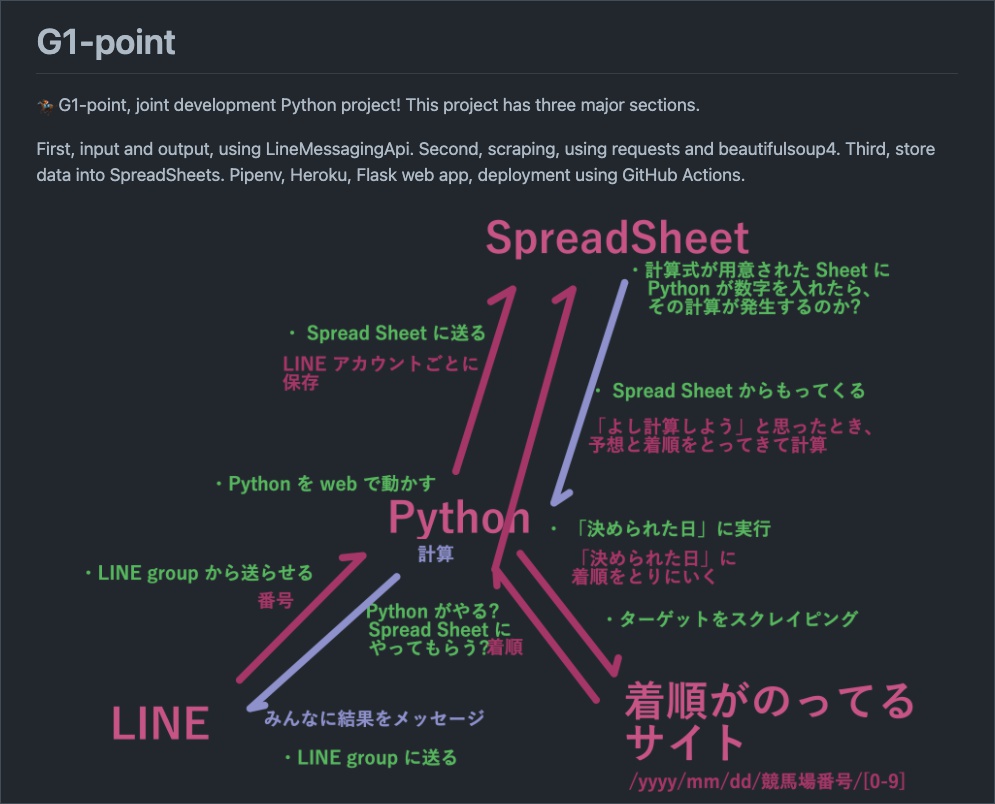 G1-point
🏇 G1-point, joint development Python project! This project has three major sections.
First, input and output, using LineMessagingApi. Second, scraping, using requests and beautifulsoup4. Third, store
data into SpreadSheets. Pipenv, Heroku, Flask web app, deployment using GitHub Actions.
SpreadSheet
・計算式が用意された Sheet に
Python が数字を入れたら、
その計算が発生するのか?
・ Spread Sheet に送る
LINE アカウントごとに
保存
・ Spread Sheet からもってくる
「よし計算しよう」と思ったとき、
予想と着順をとってきて計算
・Python を web で動かす
Python
計算
・ 「決められた日」に実行
「決められた日」に
着順をとりにいく
・LINE group から送らせる
番号
Python がやる?
Spread Sheet に
やってもらう?
着順
・ターゲットをスクレイピング
LINE
みんなに結果をメッセージ
・LINE group に送る
着順がのってる
サイト
/yyyy/mm/dd/競馬場番号/[0-9]